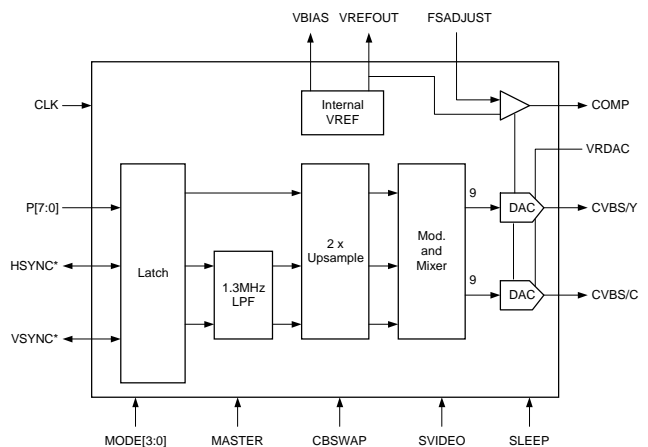 VBIAS VREFOUT FSADJUST
CLK
Internal
VREF
COMP
VRDAC
P[7:0]
9
DAC
CVBS/Y
HSYNC*
Latch
1.3MHz
LPF
2 x
Upsample
Mod.
and
Mixer
9
DAC
CVBS/C
VSYNC*
MODE[3:0] MASTER CBSWAP SVIDEO SLEEP